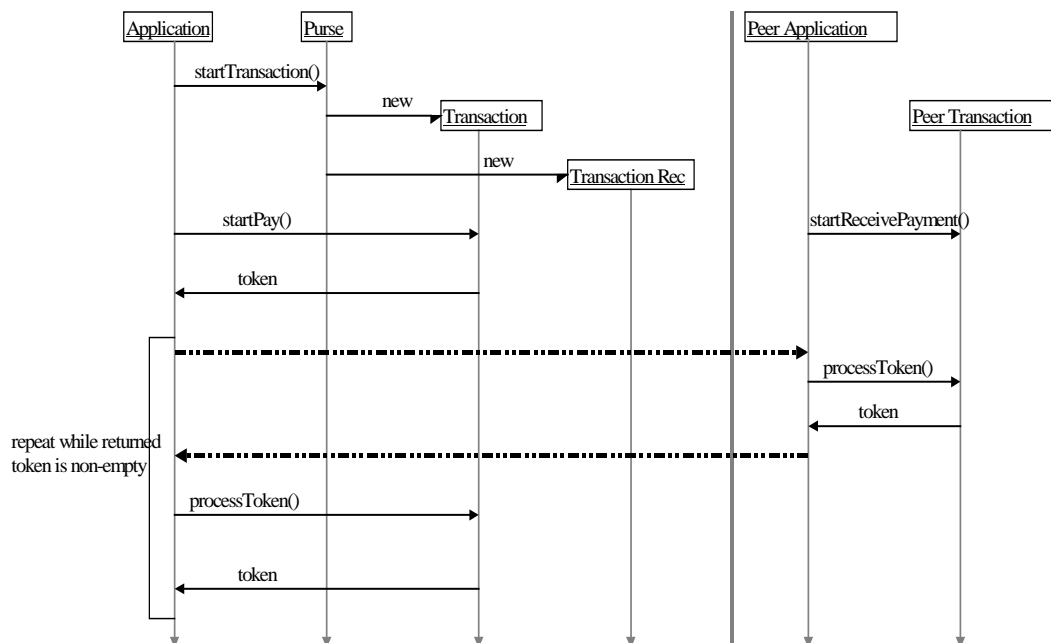 Application
Purse
Peer Application
startTransaction()
new
Transaction
Peer Transaction
new
Transaction Rec
startPay()
startReceivePayment()
token
processToken()
token
repeat while returned
token is non-empty
processToken()
token